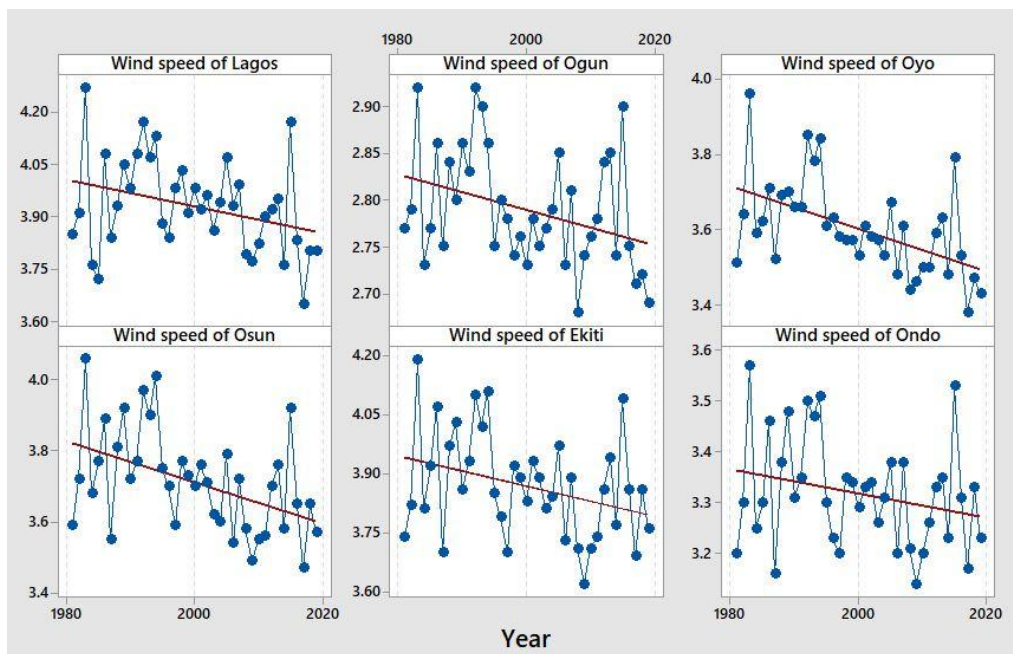 1980 2000 2020
Wind speed of Lagos
Wind speed of Ogun
Wind speed of Oyo
4.20
4.05
3.90
3.75
3.60
2.90
2.85
2.80
2.75
2.70
4.0
3.8
3.6
3.4
Wind speed of Osun
Wind speed of Ekiti
Wind speed of Ondo
4.0
3.8
3.6
3.4
4.20
4.05
3.90
3.75
3.60
3.6
3.5
3.4
3.3
3.2
1980 2000 2020
1980 2000 2020
Year